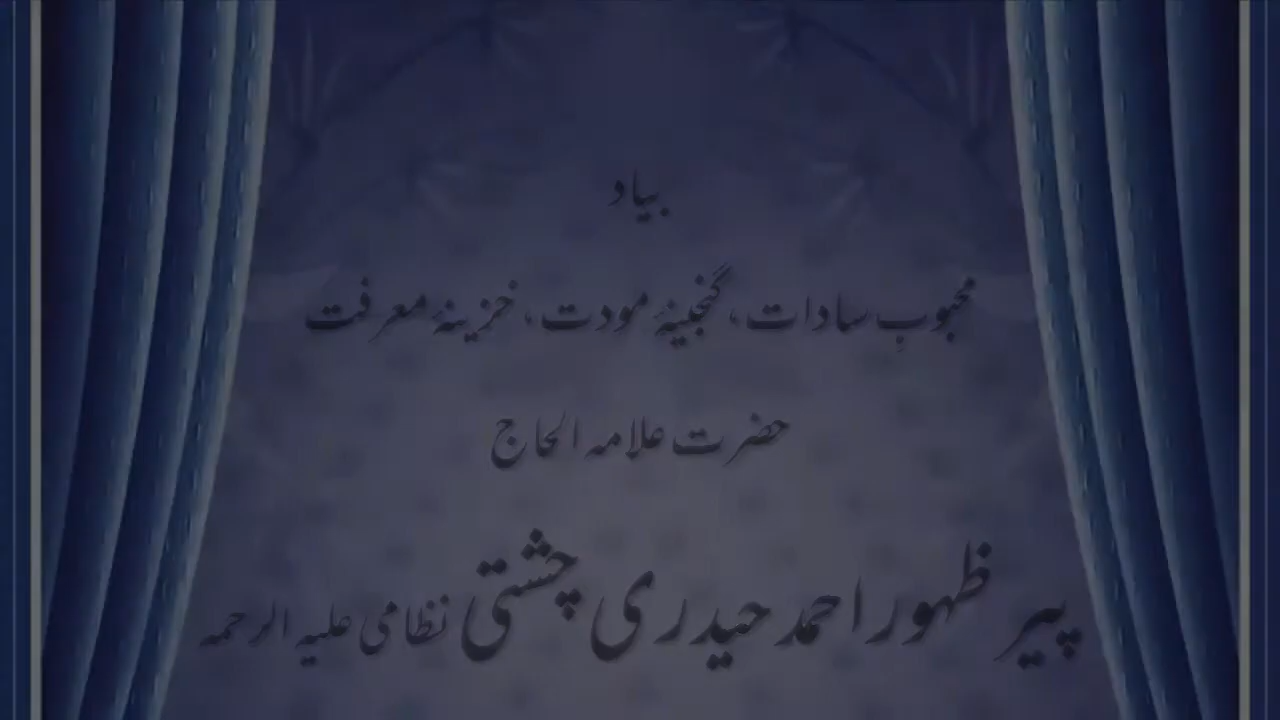 بیاد
محبوبِ سادات، گنجینۂ مودت، خزینۂ معرفت
حضرت علامہ الحاج
پیر ظہور احمد حیدری چشتی نظامی علیہ الرحمہ